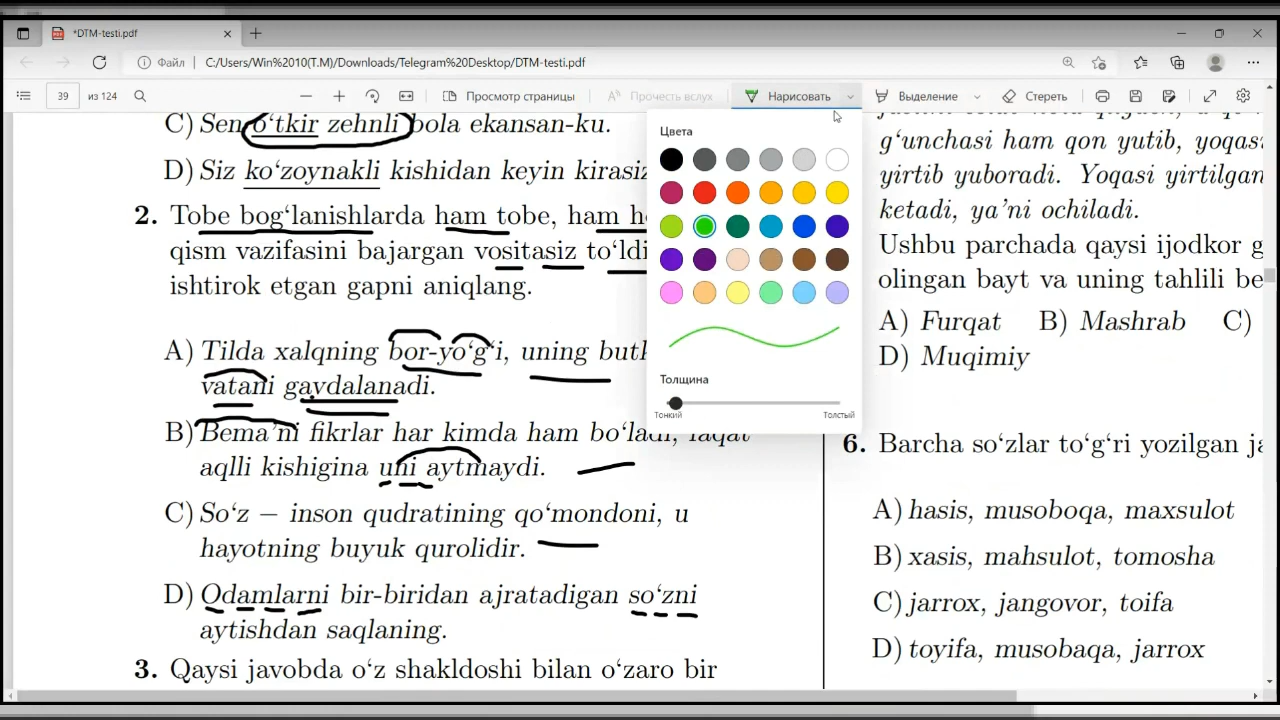 *DTM-testi.pdf
Файл C:/Users/Win%2010(T.M)/Downloads/Telegram%20Desktop/DTM-testi.pdf
39 из 124 Просмотр страницы Прочесть вслух Нарисовать Выделение Стереть
C) Sen o‘tkir zehnli bola ekansan-ku.
D) Siz ko‘zoynakli kishidan keyin kirasiz
2. Tobe bog‘lanishlarda ham tobe, ham
qism vazifasini bajargan vositasiz
ishtirok etgan gapni aniqlang.
A) Tilda xalqning bor-yo‘g‘i, uning
vatani gavdalanadi.
B) Bema’ni fikrlar har kimda ham bo‘ladi, faqat
aqlli kishigina uni aytmaydi.
C) So‘z – inson qudratining qo‘mondoni, u
hayotning buyuk qurolidir.
D) Odamlarni bir-biridan ajratadigan so‘zni
aytishdan saqlaning.
3. Qaysi javobda o‘z shakldoshi bilan o‘zaro bir
Цвета
Толщина
Тонкий Толстый
g‘unchasi ham qon yutib,
yirtib yuboradi. Yoqasi yirtilgan
ketadi, ya’ni ochiladi.
Ushbu parchada qaysi ijodkor
olingan bayt va uning tahlili
A) Furqat B) Mashrab C)
D) Muqimiy
6. Barcha so‘zlar to‘g‘ri yozilgan
A) hasis, musoboqa, maxsulot
B) xasis, mahsulot, tomosha
C) jarrox, jangovor, toifa
D) toyifa, musobaqa, jarrox